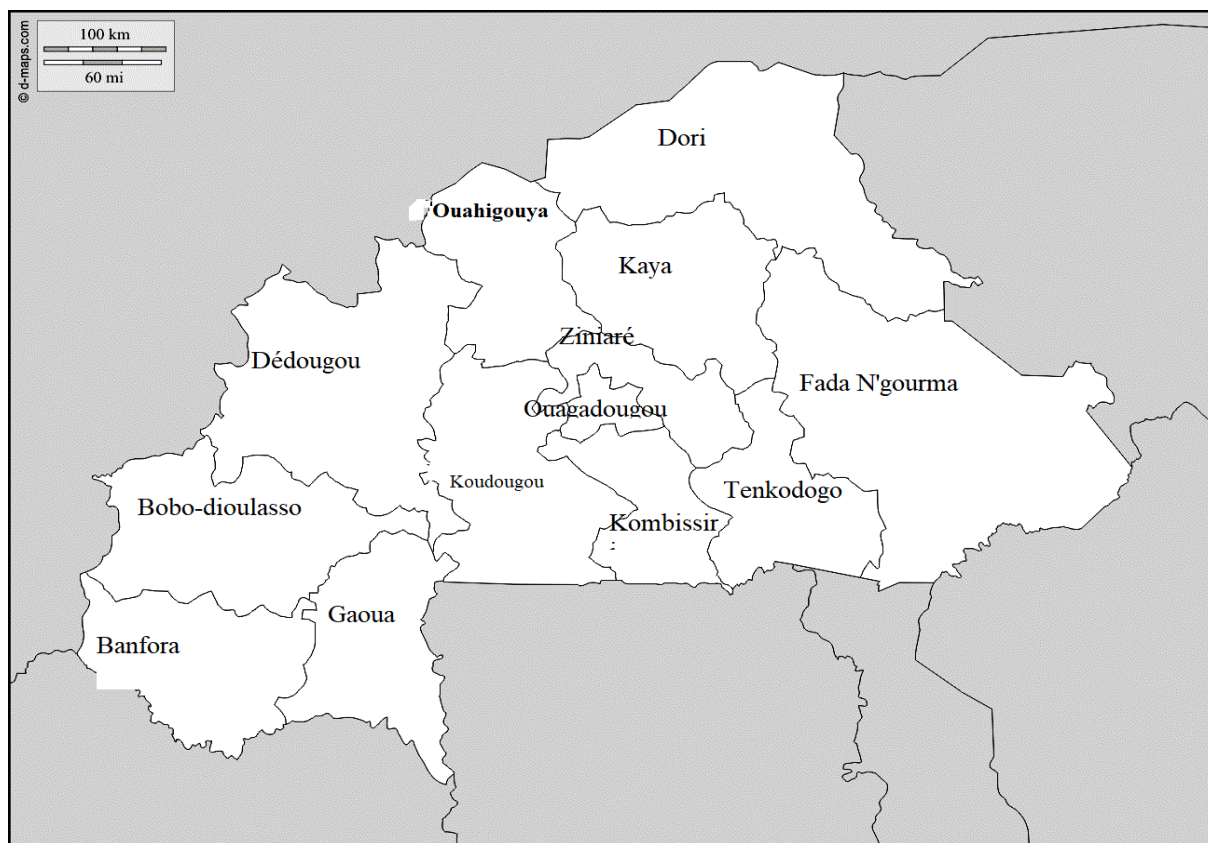 100 km
60 mi
© d-maps.com
Dori
Ouahigouya
Kaya
Ziniaré
Dédougou
Fada N'gourma
Ouagadougou
Koudougou
Tenkodogo
Bobo-dioulasso
Kombissir
Gaoua
Banfora